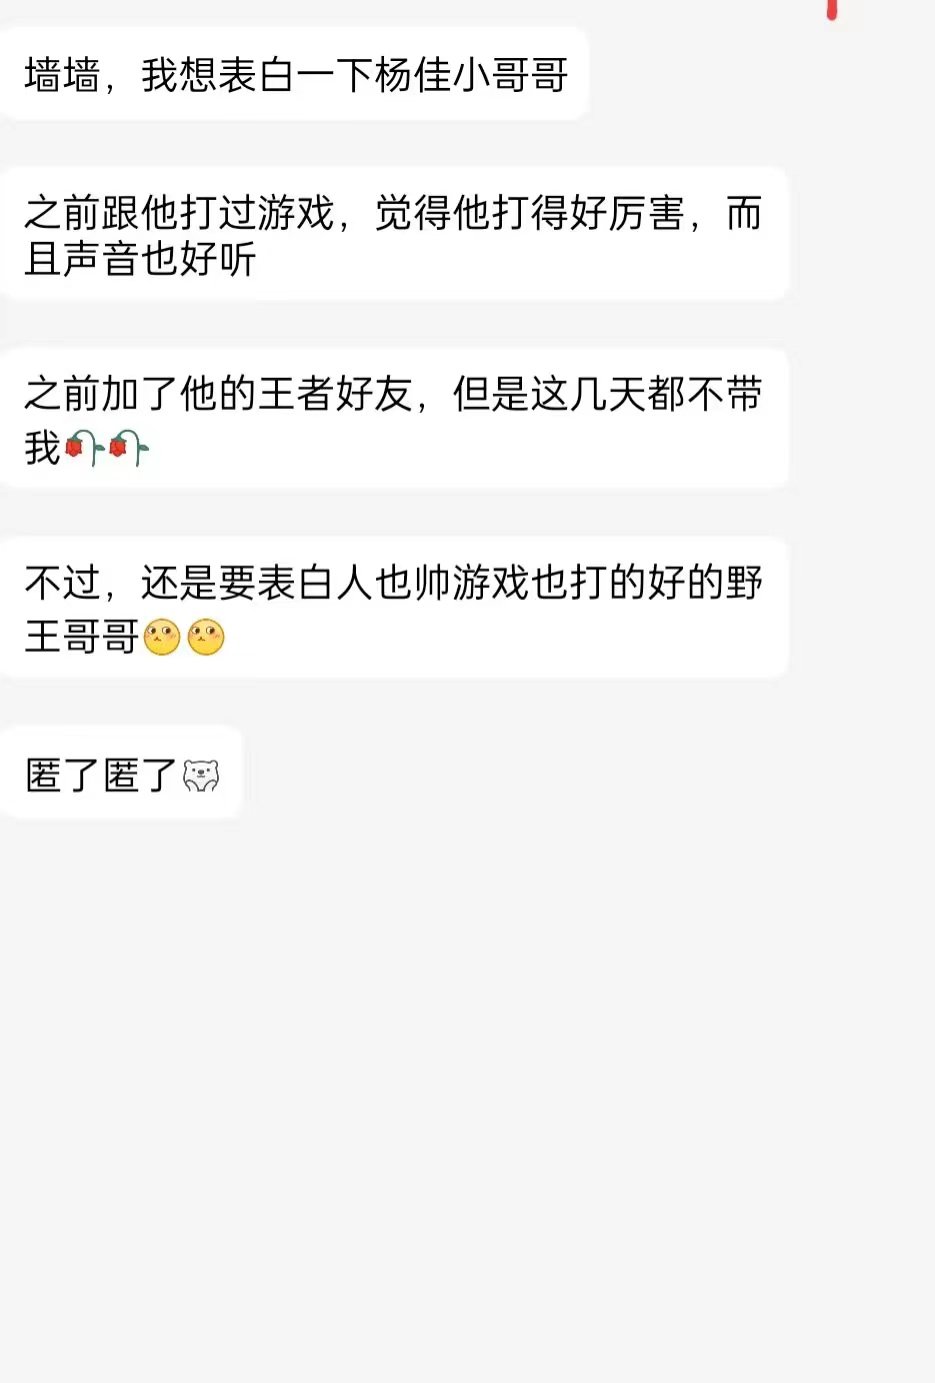 墙墙，我想表白一下杨佳小哥哥
之前跟他打过游戏，觉得他打得好厉害，而
且声音也好听
之前加了他的王者好友，但是这几天都不带
我🥀🥀
不过，还是要表白人也帅游戏也打的好的野
王哥哥
匿了匿了